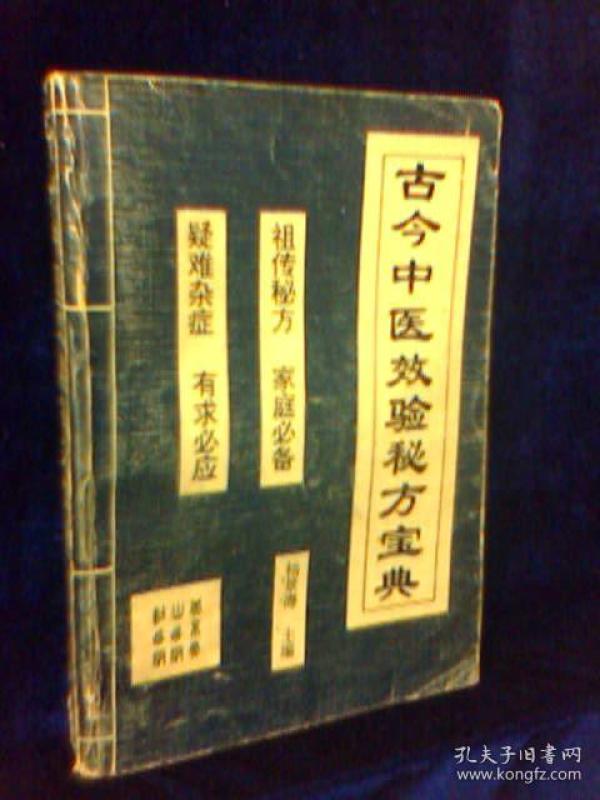 古今中医效验秘方宝典
祖传秘方 家庭必备
疑难杂症 有求必应
主编
孔夫子旧书网
www.kongfz.com